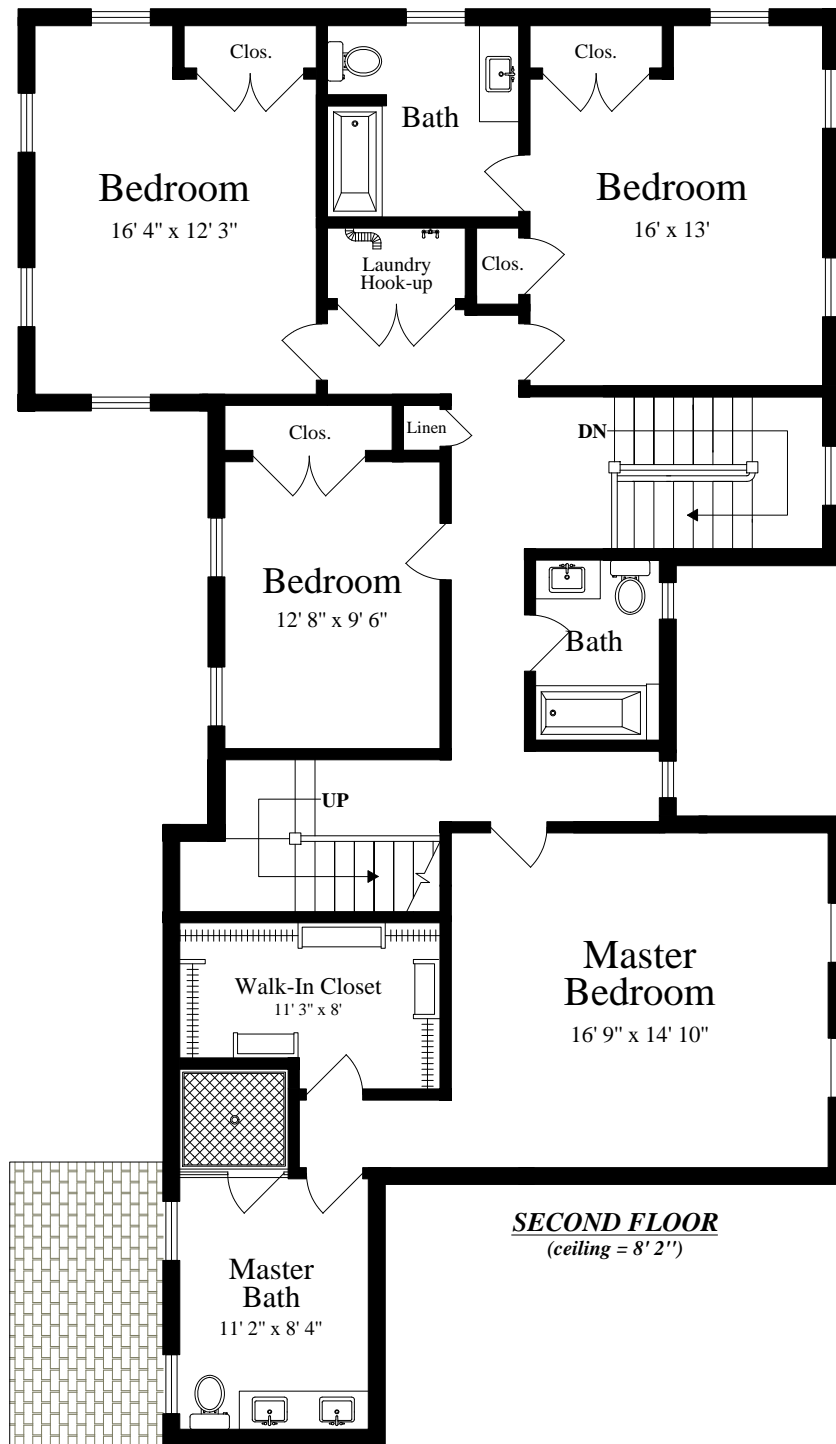 Clos.
Bath
Clos.
Bedroom
16' 4" x 12' 3"
Bedroom
16' x 13'
Laundry
Hook-up
Clos.
Clos.
Linen
DN
Bedroom
12' 8" x 9' 6"
Bath
UP
Walk-In Closet
11' 3" x 8'
Master
Bedroom
16' 9" x 14' 10"
SECOND FLOOR
(ceiling = 8' 2")
Master
Bath
11' 2" x 8' 4"